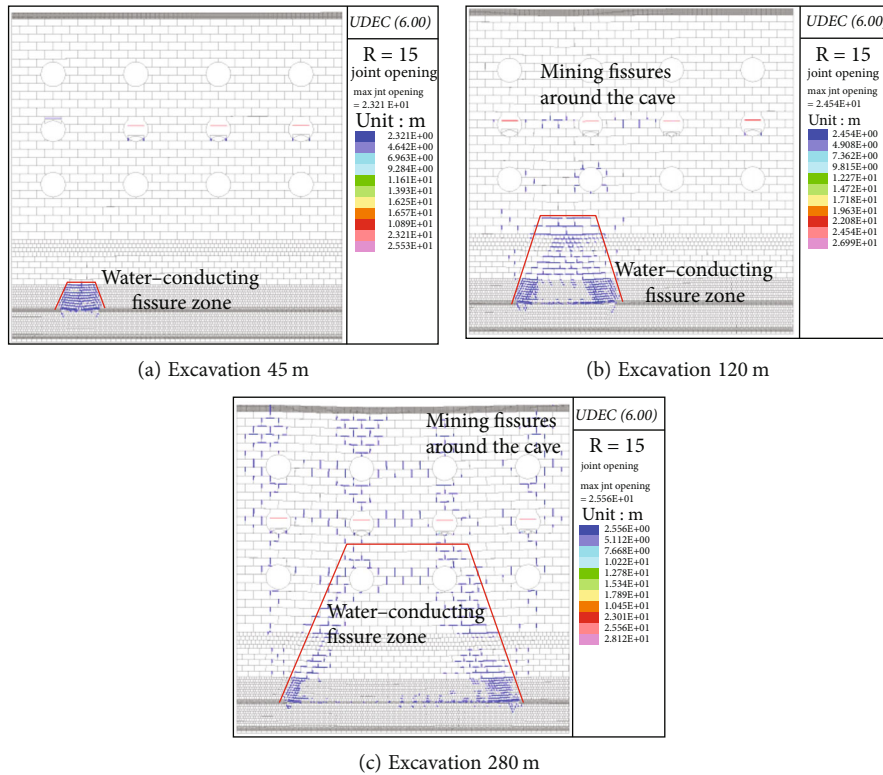 UDEC (6.00)
R = 15
joint opening
max jnt opening
= 2.321 E+01
Unit : m
2.321E+00
4.642E+00
6.963E+00
9.284E+00
1.161E+01
1.393E+01
1.625E+01
1.657E+01
1.089E+01
2.321E+01
2.553E+01
Water–conducting
fissure zone
(a) Excavation 45 m
UDEC (6.00)
R = 15
joint opening
max jnt opening
= 2.454E+01
Unit : m
2.454E+00
4.908E+00
7.362E+00
9.815E+00
1.227E+01
1.472E+01
1.718E+01
1.963E+01
2.208E+01
2.454E+01
2.699E+01
Mining fissures
around the cave
Water–conducting
fissure zone
(b) Excavation 120 m
UDEC (6.00)
R = 15
joint opening
max jnt opening
= 2.556E+01
Unit : m
2.556E+00
5.112E+00
7.668E+00
1.022E+01
1.278E+01
1.534E+01
1.789E+01
1.045E+01
2.301E+01
2.556E+01
2.812E+01
Mining fissures
around the cave
Water–conducting
fissure zone
(c) Excavation 280 m